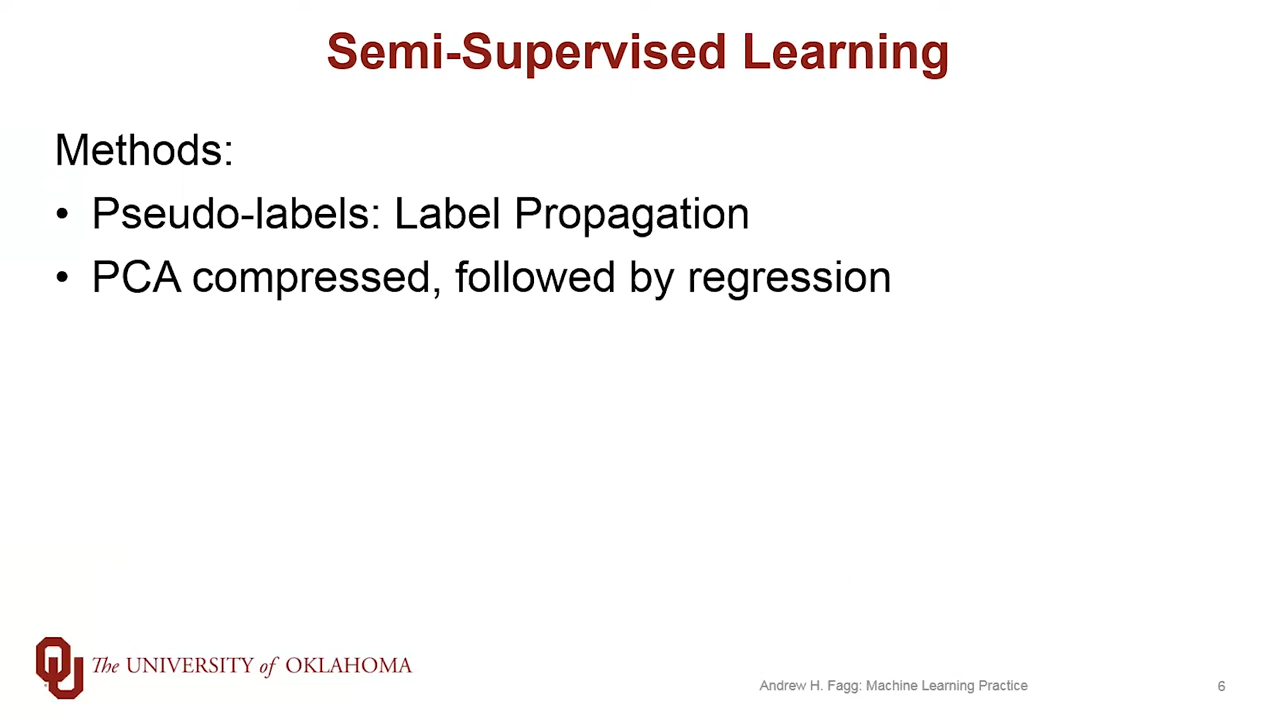 Semi-Supervised Learning
Methods:
• Pseudo-labels: Label Propagation
• PCA compressed, followed by regression
The UNIVERSITY of OKLAHOMA
Andrew H. Fagg: Machine Learning Practice
6